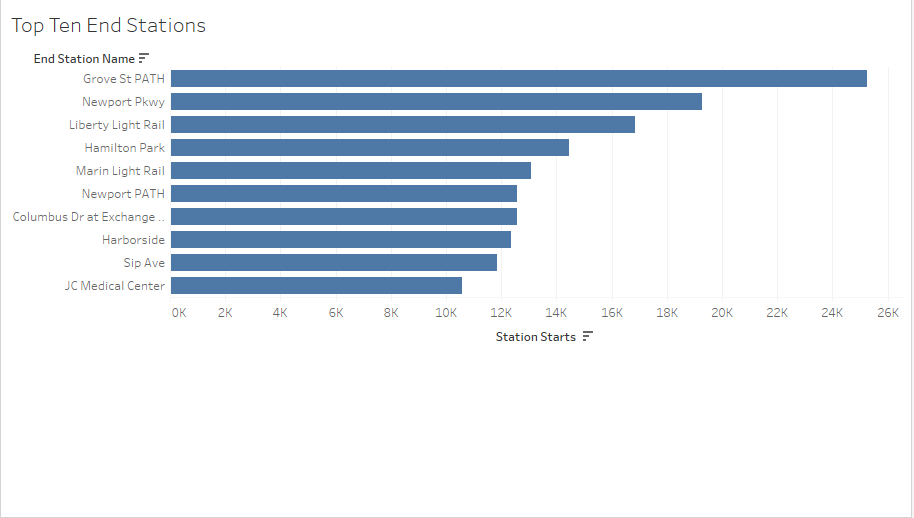 Top Ten End Stations
End Station Name
Grove St PATH
Newport Pkwy
Liberty Light Rail
Hamilton Park
Marin Light Rail
Newport PATH
Columbus Dr at Exchange ..
Harborside
Sip Ave
JC Medical Center
0K 2K 4K 6K 8K 10K 12K 14K 16K 18K 20K 22K 24K 26K
Station Starts